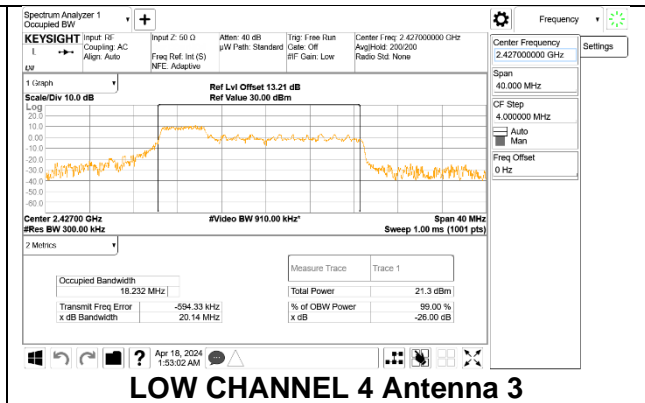 Spectrum Analyzer 1
Occupied BW
+
Frequency
KEYSIGHT
L
Input: RF
Coupling: AC
Align: Auto
Input Z: 50 Ω
Freq Ref: Int (S)
NFE: Adaptive
Atten: 40 dB
µW Path: Standard
Trig: Free Run
Gate: Off
#IF Gain: Low
Center Freq: 2.427000000 GHz
Avg|Hold: 200/200
Radio Std: None
Center Frequency
2.427000000 GHz
Settings
Span
40.000 MHz
CF Step
4.000000 MHz
Auto
Man
Freq Offset
0 Hz
1 Graph
Scale/Div 10.0 dB
Ref Lvl Offset 13.21 dB
Ref Value 30.00 dBm
Log
20.0
10.0
0.00
-10.0
-20.0
-30.0
-40.0
-50.0
-60.0
Center 2.42700 GHz
#Video BW 910.00 kHz*
Span 40 MHz
#Res BW 300.00 kHz
Sweep 1.00 ms (1001 pts)
2 Metrics
Measure Trace
Trace 1
Occupied Bandwidth
18.232 MHz
Total Power
21.3 dBm
Transmit Freq Error
-594.33 kHz
% of OBW Power
99.00 %
x dB Bandwidth
20.14 MHz
x dB
-26.00 dB
?
Apr 18, 2024
1:53:02 AM
LOW CHANNEL 4 Antenna 3